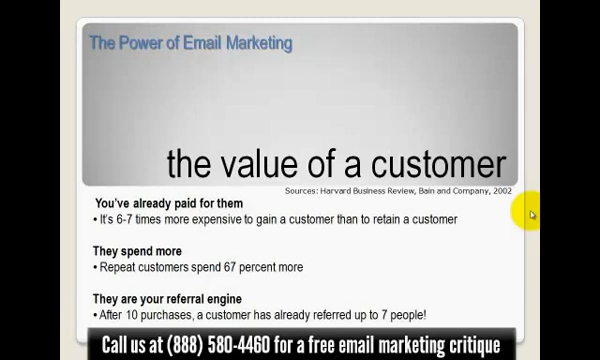 The Power of Email Marketing
the value of a customer
Sources: Harvard Business Review, Bain and Company, 2002
You've already paid for them
• It's 6-7 times more expensive to gain a customer than to retain a customer
They spend more
• Repeat customers spend 67 percent more
They are your referral engine
• After 10 purchases, a customer has already referred up to 7 people!
Call us at (888) 580-4460 for a free email marketing critique